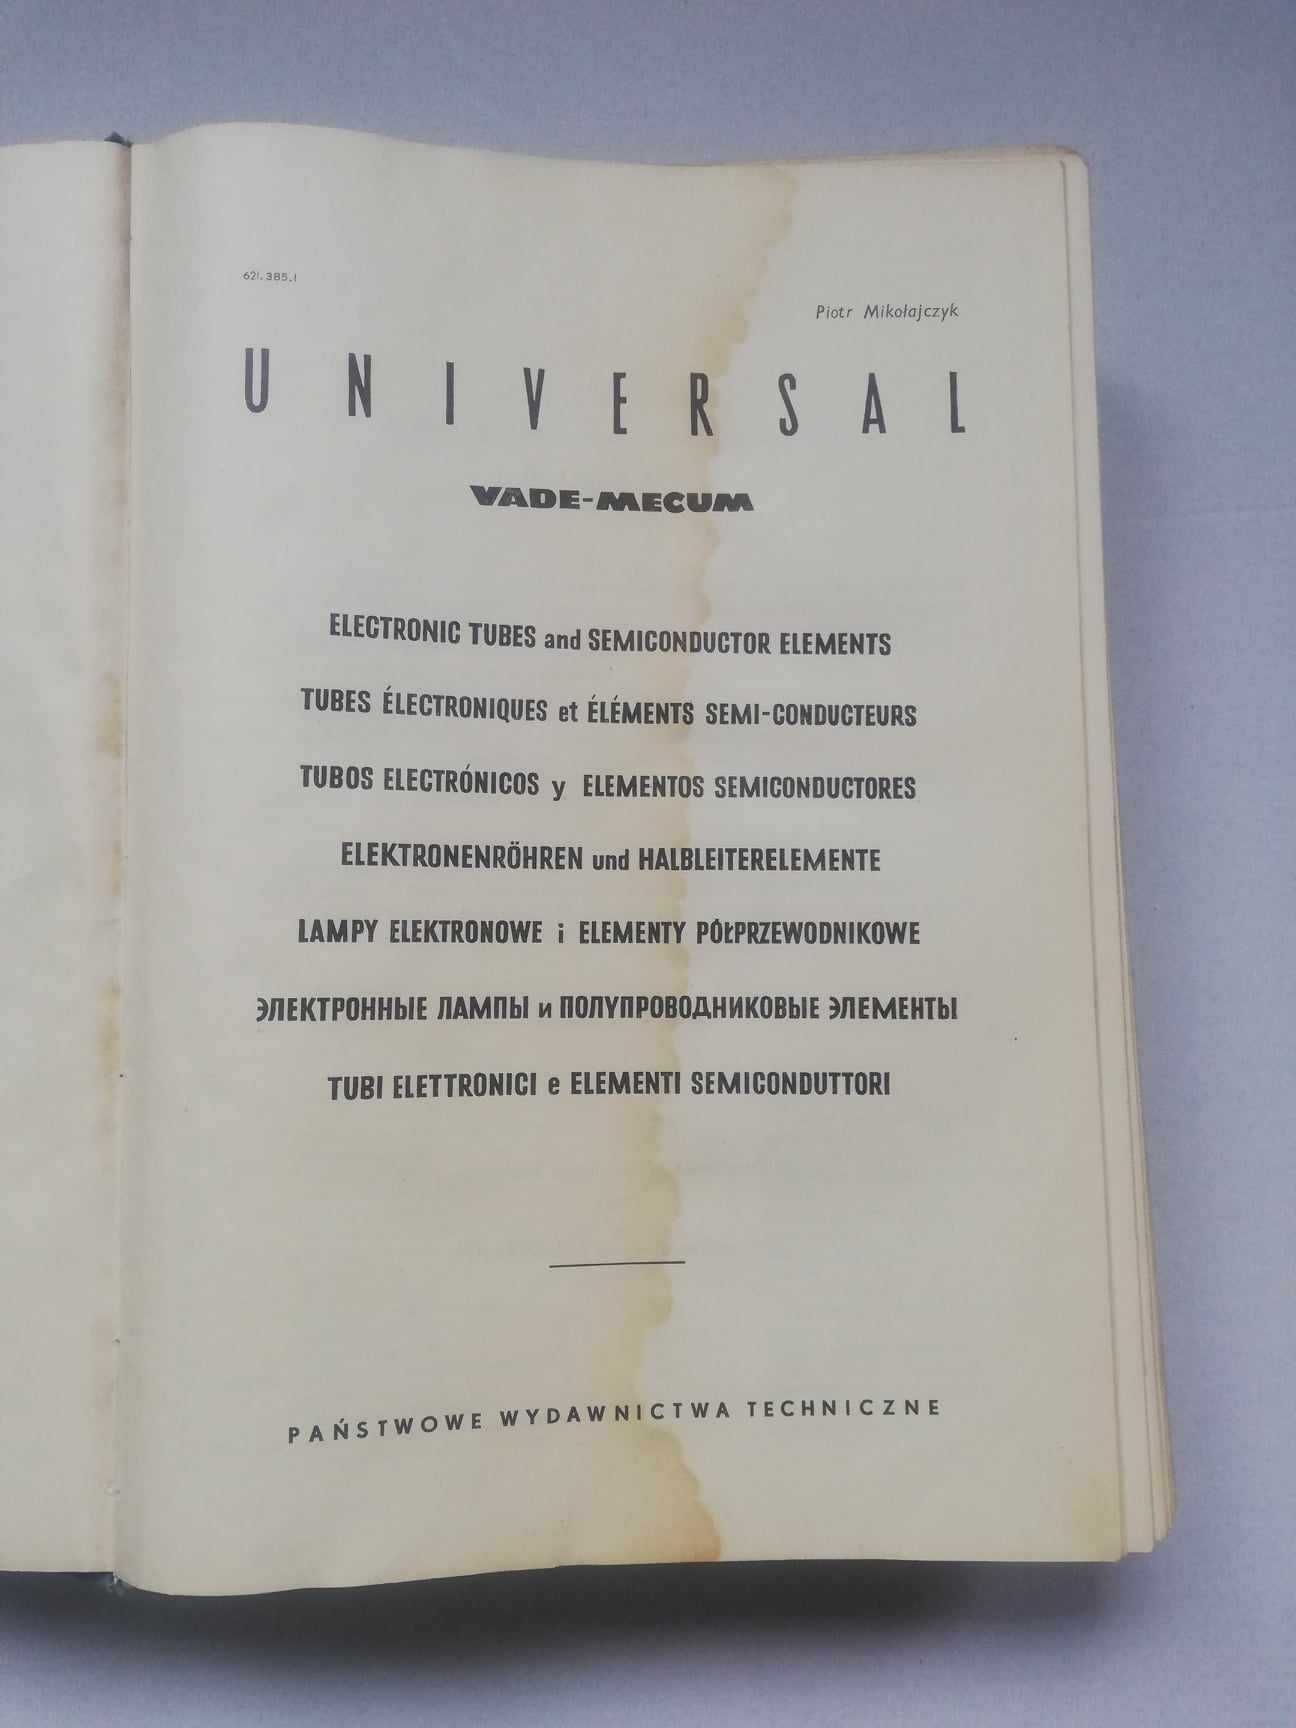 621.385.1
Piotr Mikołajczyk
UNIVERSAL
VADE-MECUM
ELECTRONIC TUBES and SEMICONDUCTOR ELEMENTS
TUBES ÉLECTRONIQUES et ÉLÉMENTS SEMI-CONDUCTEURS
TUBOS ELECTRÓNICOS y ELEMENTOS SEMICONDUCTORES
ELEKTRONENRÖHREN und HALBLEITERELEMENTE
LAMPY ELEKTRONOWE i ELEMENTY PÓŁPRZEWODNIKOWE
ЭЛЕКТРОННЫЕ ЛАМПЫ и ПОЛУПРОВОДНИКОВЫЕ ЭЛЕМЕНТЫ
TUBI ELETTRONICI e ELEMENTI SEMICONDUTTORI
PAŃSTWOWE WYDAWNICTWA TECHNICZNE